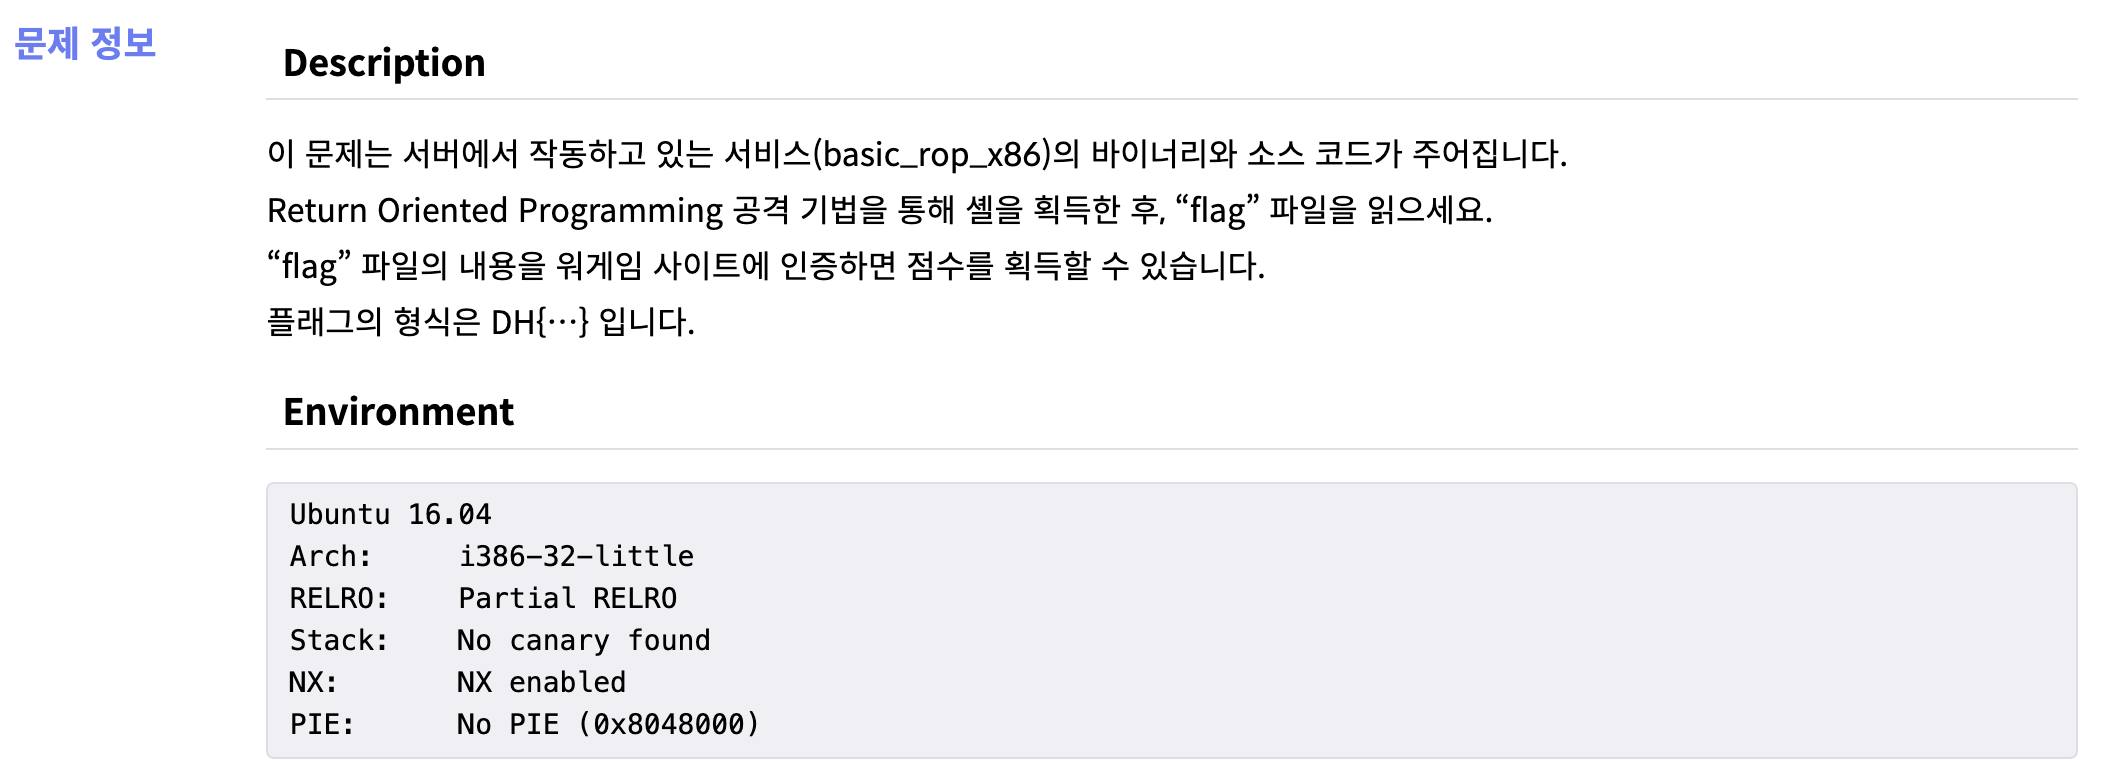 문제 정보
Description
이 문제는 서버에서 작동하고 있는 서비스(basic_rop_x86)의 바이너리와 소스 코드가 주어집니다.
Return Oriented Programming 공격 기법을 통해 셸을 획득한 후, “flag” 파일을 읽으세요.
“flag” 파일의 내용을 워게임 사이트에 인증하면 점수를 획득할 수 있습니다.
플래그의 형식은 DH{…} 입니다.
Environment
Ubuntu 16.04
Arch:     i386-32-little
RELRO:    Partial RELRO
Stack:    No canary found
NX:       NX enabled
PIE:      No PIE (0x8048000)